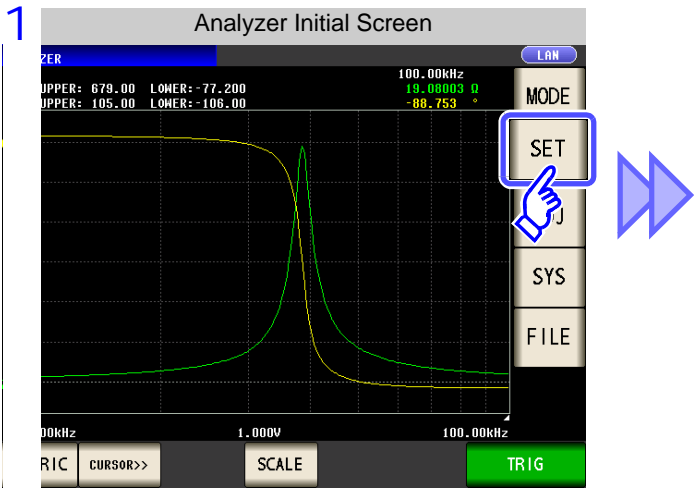 1
Analyzer Initial Screen
ZER
LAN
100.00kHz
UPPER: 679.00 LOWER:-77.200
19.08003 Ω
UPPER: 105.00 LOWER:-106.00
-88.753 °
MODE
SET
J
SYS
FILE
00kHz
1.000V
100.00kHz
RIC
CURSOR>>
SCALE
TRIG